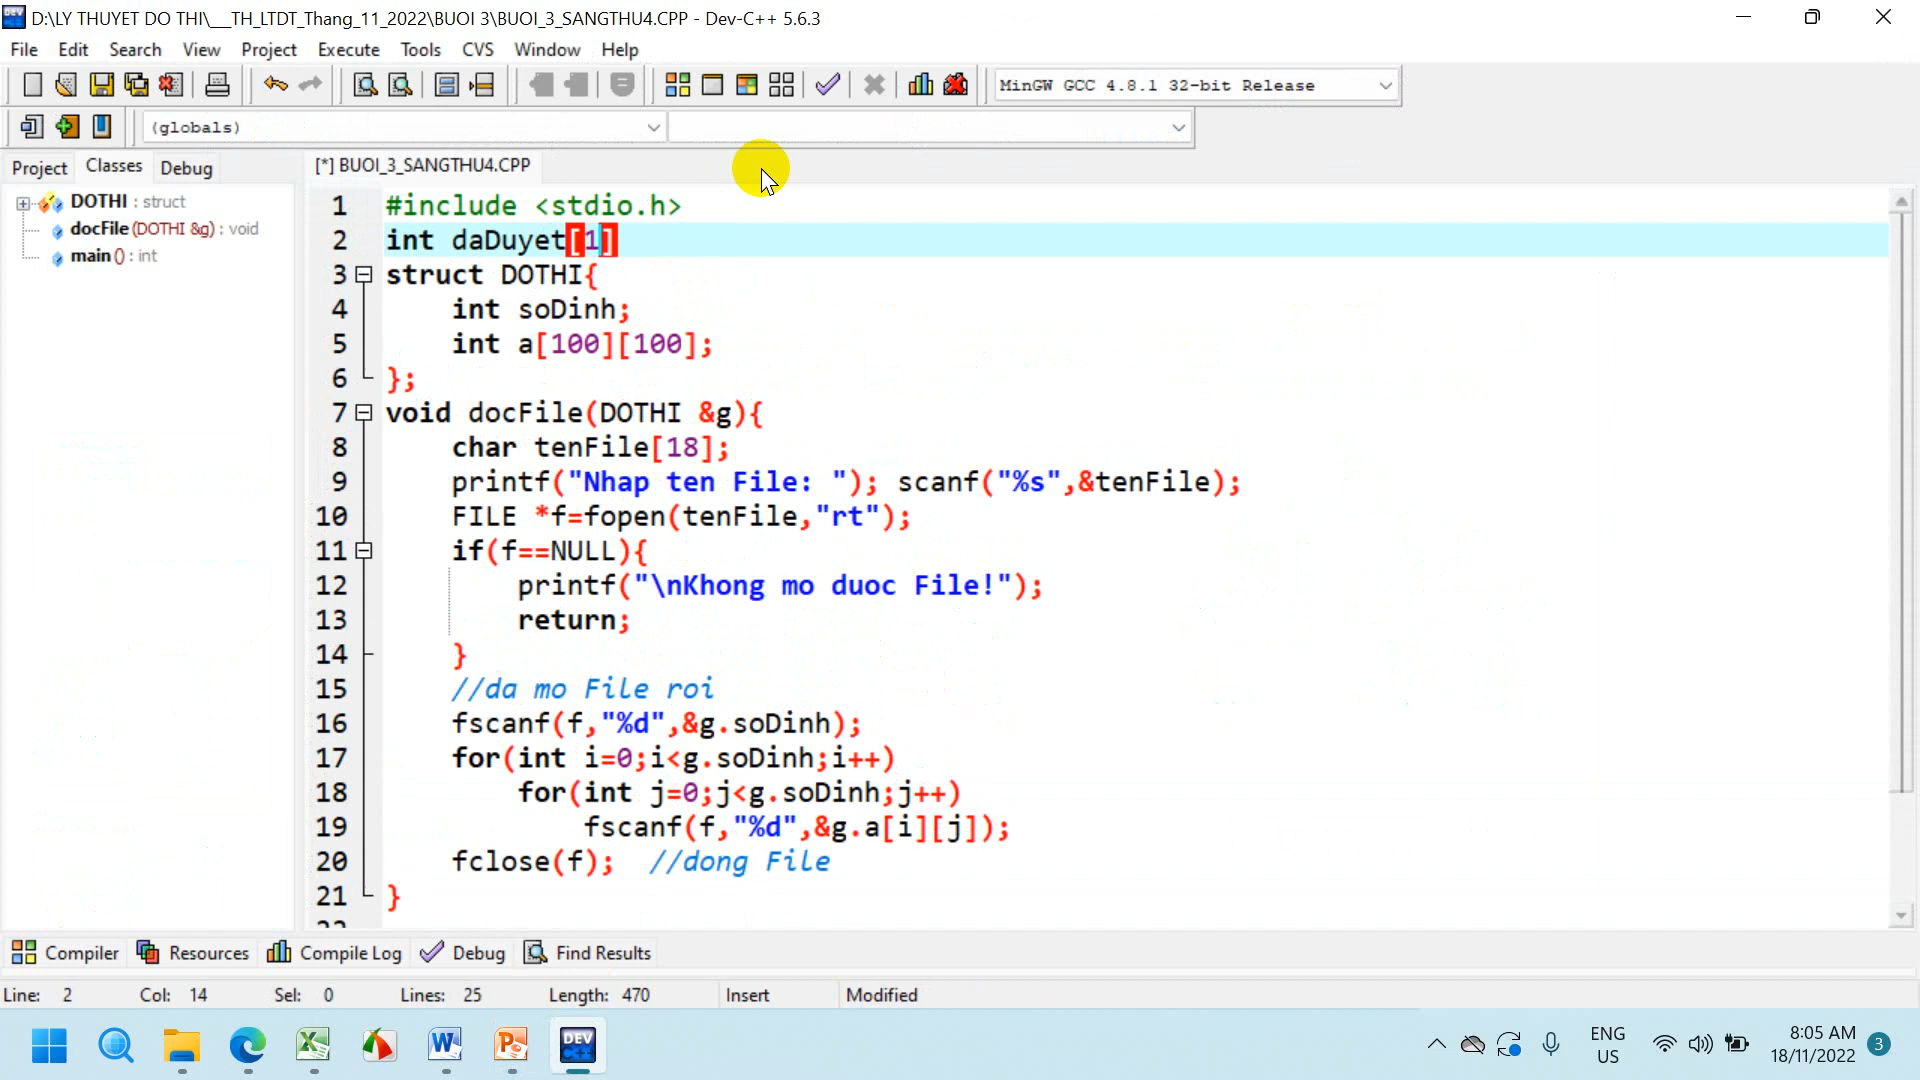 D:\LY THUYET DO THI\___TH_LTDT_Thang_11_2022\BUOI 3\BUOI_3_SANGTHU4.CPP - Dev-C++ 5.6.3
File Edit Search View Project Execute Tools CVS Window Help
MinGW GCC 4.8.1 32-bit Release
(globals)
Project Classes Debug
[*] BUOI_3_SANGTHU4.CPP
DOTHI : struct
docFile (DOTHI &g) : void
main () : int
1 #include <stdio.h>
2 int daDuyet[1]
3 struct DOTHI{
4 int soDinh;
5 int a[100][100];
6 };
7 void docFile(DOTHI &g){
8 char tenFile[18];
9 printf("Nhap ten File: "); scanf("%s",&tenFile);
10 FILE *f=fopen(tenFile,"rt");
11 if(f==NULL){
12 printf("\nKhong mo duoc File!");
13 return;
14 }
15 //da mo File roi
16 fscanf(f,"%d",&g.soDinh);
17 for(int i=0;i<g.soDinh;i++)
18 for(int j=0;j<g.soDinh;j++)
19 fscanf(f,"%d",&g.a[i][j]);
20 fclose(f); //dong File
21 }
22
Compiler Resources Compile Log Debug Find Results
Line: 2 Col: 14 Sel: 0 Lines: 25 Length: 470 Insert Modified
DEV C++
ENG
US
8:05 AM
18/11/2022
3